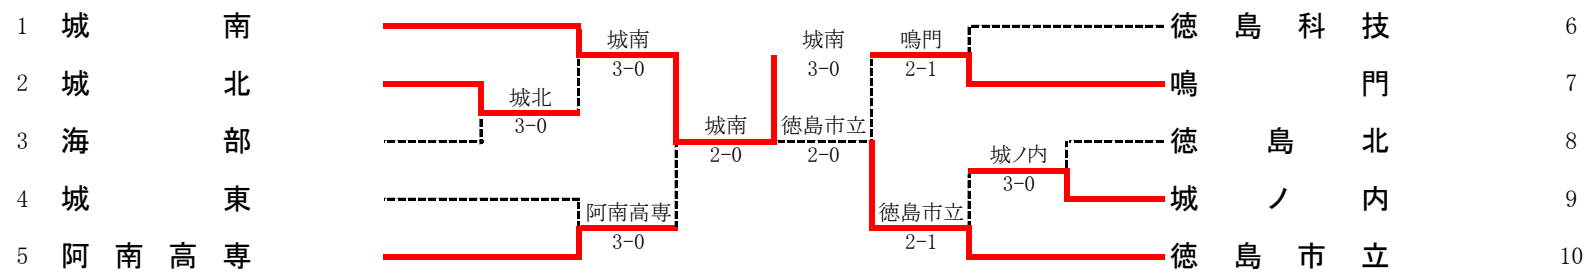 1 城南
2 城北
3 海部
4 城東
5 阿南高専
城南
3-0
城北
3-0
阿南高専
3-0
城南
2-0
城南
3-0
徳島市立
2-0
鳴門
2-1
城ノ内
3-0
徳島市立
2-1
徳島科技 6
鳴門 7
徳島北 8
城ノ内 9
徳島市立 10